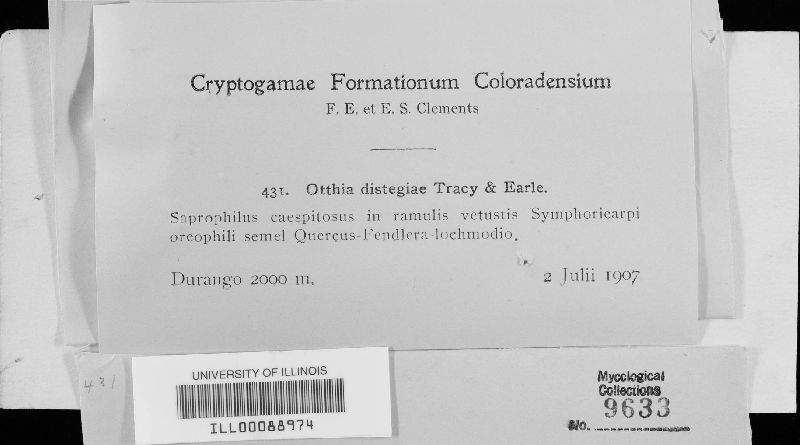 Cryptogamae Formationum Coloradensium
F. E. et E. S. Clements
431. Otthia distegiae Tracy & Earle.
Saprophilus caespitosus in ramulis vetustis Symphoricarpi
oreophili semel Quercus-Fendlera-lochmodio.
Durango 2000 m. 2 Julii 1907
431
UNIVERSITY OF ILLINOIS
ILL00088974
Mycological
Collections
No. 9633